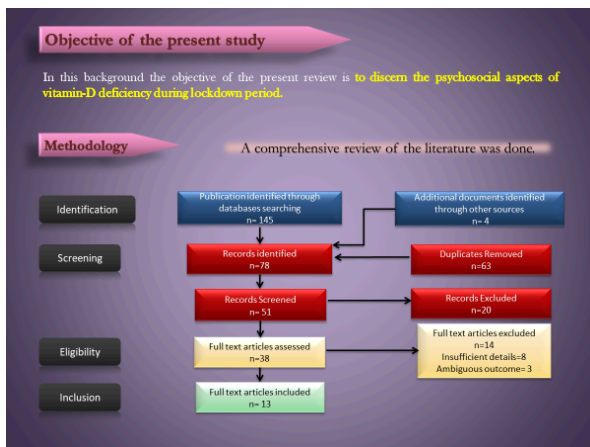 Objective of the present study
In this background the objective of the present review is to discern the psychosocial aspects of
vitamin-D deficiency during lockdown period.
Methodology
A comprehensive review of the literature was done.
Identification
Publication identified through
databases searching
n= 145
Additional documents identified
through other sources
n= 4
Screening
Records identified
n=78
Duplicates Removed
n=63
Records Screened
n= 51
Records Excluded
n=20
Eligibility
Full text articles assessed
n=38
Full text articles excluded
n=14
Insufficient details=8
Ambiguous outcome= 3
Inclusion
Full text articles included
n= 13